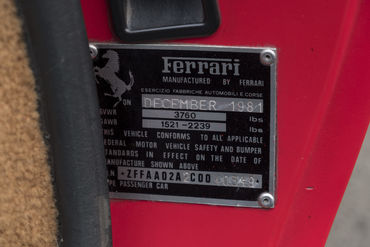 Ferrari
MANUFACTURED BY FERRARI
ESERCIZIO FABBRICHE AUTOMOBILI E CORSE
ON DECEMBER 1981
GVWR 3760 lbs
GAWR 1521-2239 lbs
THIS VEHICLE CONFORMS TO ALL APPLICABLE
FEDERAL MOTOR VEHICLE SAFETY AND BUMPER
STANDARDS IN EFFECT ON THE DATE OF
MANUFACTURE SHOWN ABOVE
ZFFAA02A2C00
TYPE PASSENGER CAR